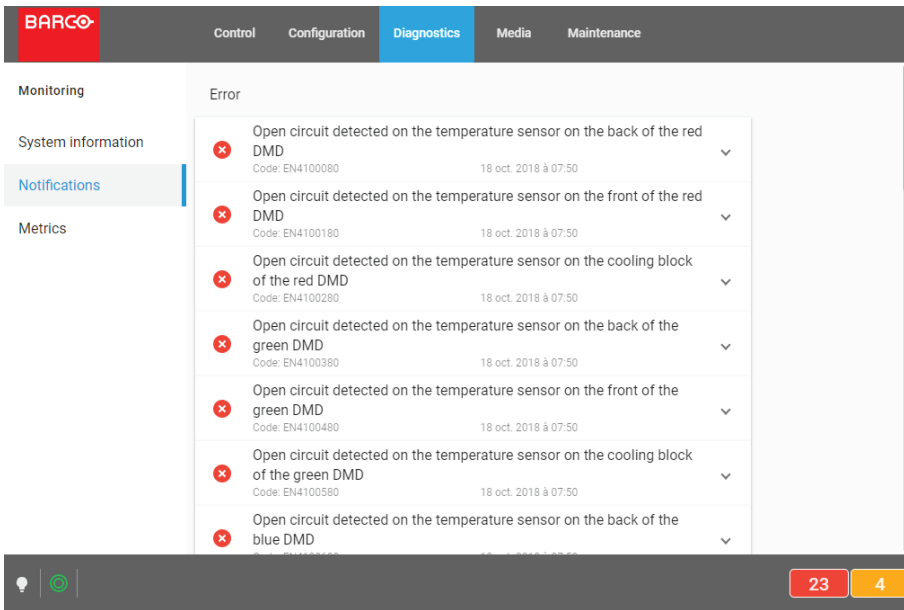 BARCO
Control Configuration Diagnostics Media Maintenance
Monitoring
System information
Notifications
Metrics
Error
Open circuit detected on the temperature sensor on the back of the red
DMD
Code: EN4100080 18 oct. 2018 à 07:50
Open circuit detected on the temperature sensor on the front of the red
DMD
Code: EN4100180 18 oct. 2018 à 07:50
Open circuit detected on the temperature sensor on the cooling block
of the red DMD
Code: EN4100280 18 oct. 2018 à 07:50
Open circuit detected on the temperature sensor on the back of the
green DMD
Code: EN4100380 18 oct. 2018 à 07:50
Open circuit detected on the temperature sensor on the front of the
green DMD
Code: EN4100480 18 oct. 2018 à 07:50
Open circuit detected on the temperature sensor on the cooling block
of the green DMD
Code: EN4100580 18 oct. 2018 à 07:50
Open circuit detected on the temperature sensor on the back of the
blue DMD
23 4